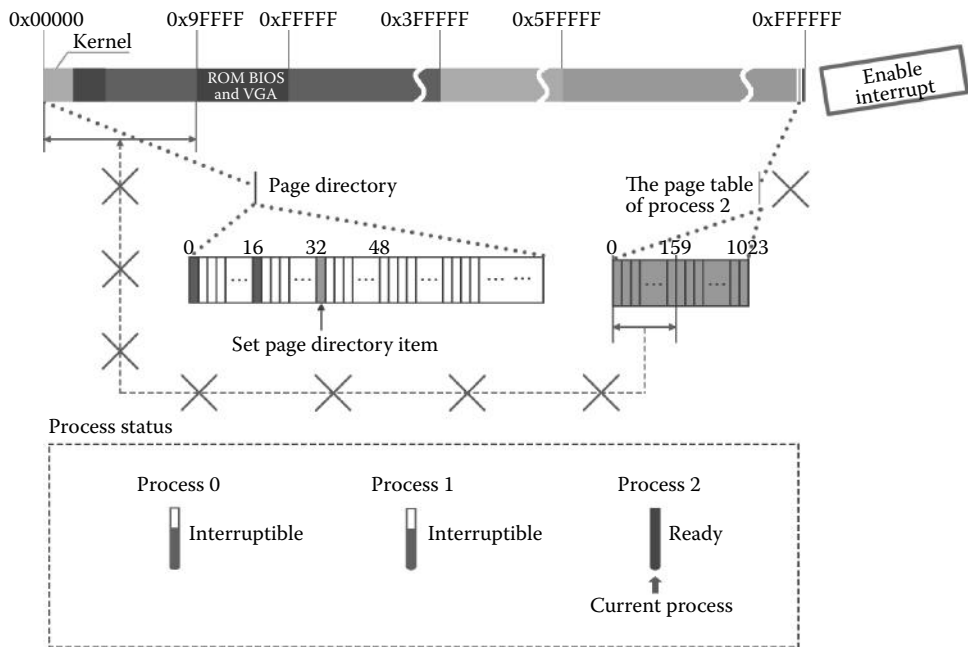 0x00000 0x9FFFF 0xFFFFF 0x3FFFFF 0x5FFFFF 0xFFFFFF
Kernel
ROM BIOS
and VGA
Enable
interrupt
Page directory
The page table
of process 2
0 16 32 48
0 159 1023
... ... ... ... ...
... ...
Set page directory item
Process status
Process 0 Process 1 Process 2
Interruptible Interruptible Ready
Current process